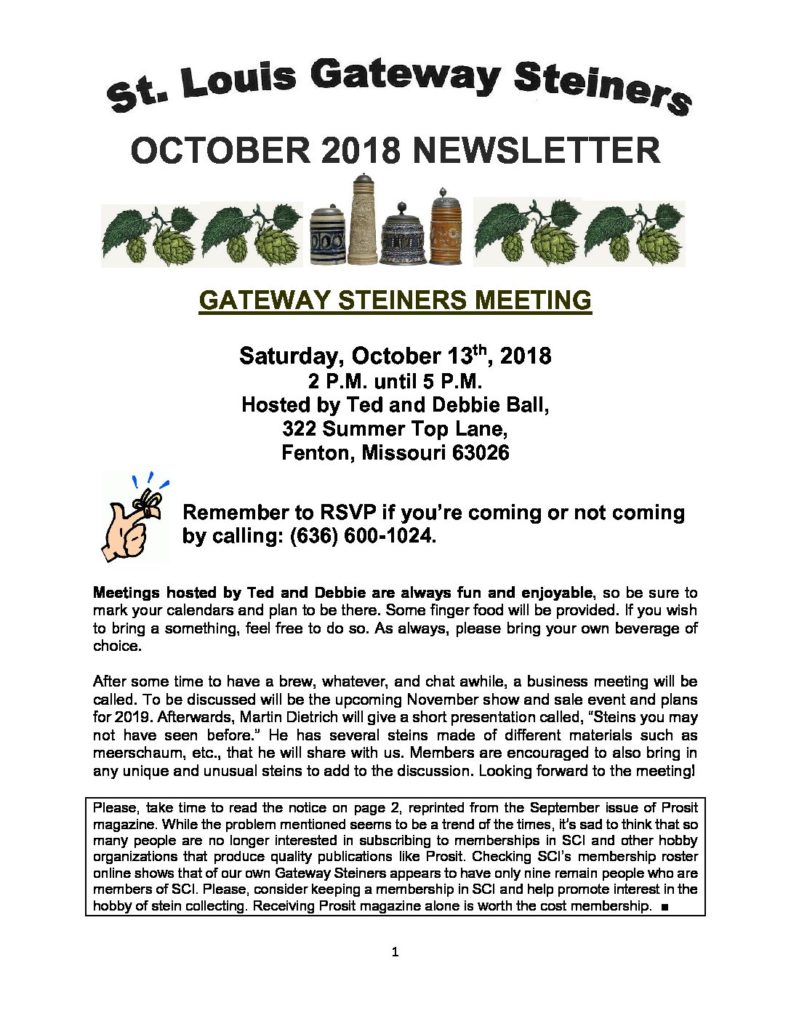 St. Louis Gateway Steiners
OCTOBER 2018 NEWSLETTER
GATEWAY STEINERS MEETING
Saturday, October 13th, 2018
2 P.M. until 5 P.M.
Hosted by Ted and Debbie Ball,
322 Summer Top Lane,
Fenton, Missouri 63026
Remember to RSVP if you’re coming or not coming
by calling: (636) 600-1024.
Meetings hosted by Ted and Debbie are always fun and enjoyable, so be sure to
mark your calendars and plan to be there. Some finger food will be provided. If you wish
to bring a something, feel free to do so. As always, please bring your own beverage of
choice.
After some time to have a brew, whatever, and chat awhile, a business meeting will be
called. To be discussed will be the upcoming November show and sale event and plans
for 2019. Afterwards, Martin Dietrich will give a short presentation called, “Steins you may
not have seen before.” He has several steins made of different materials such as
meerschaum, etc., that he will share with us. Members are encouraged to also bring in
any unique and unusual steins to add to the discussion. Looking forward to the meeting!
Please, take time to read the notice on page 2, reprinted from the September issue of Prosit
magazine. While the problem mentioned seems to be a trend of the times, it’s sad to think that so
many people are no longer interested in subscribing to memberships in SCI and other hobby
organizations that produce quality publications like Prosit. Checking SCI’s membership roster
online shows that of our own Gateway Steiners appears to have only nine remain people who are
members of SCI. Please, consider keeping a membership in SCI and help promote interest in the
hobby of stein collecting. Receiving Prosit magazine alone is worth the cost membership. ■
1